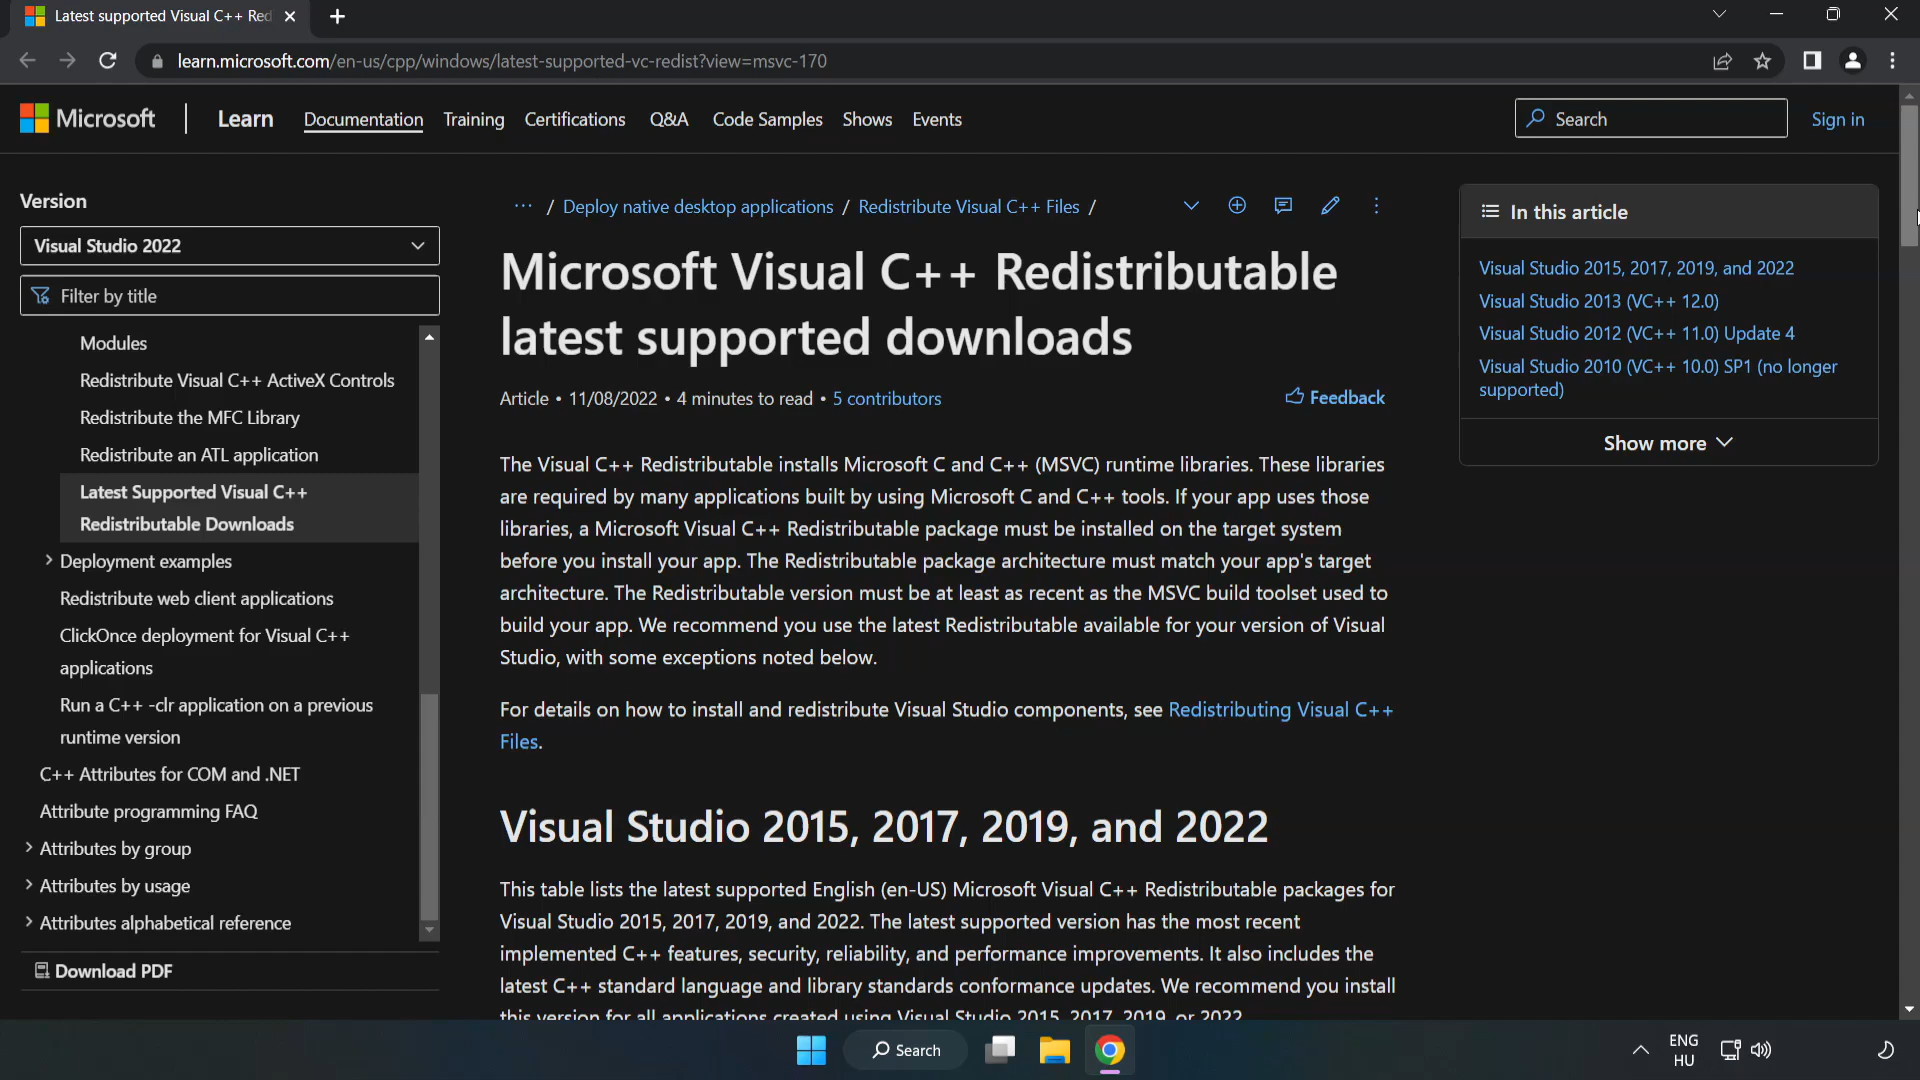 Latest supported Visual C++ Red
learn.microsoft.com/en-us/cpp/windows/latest-supported-vc-redist?view=msvc-170
Microsoft
Learn
Documentation
Training
Certifications
Q&A
Code Samples
Shows
Events
Search
Sign in
Version
Visual Studio 2022
Filter by title
Modules
Redistribute Visual C++ ActiveX Controls
Redistribute the MFC Library
Redistribute an ATL application
Latest Supported Visual C++
Redistributable Downloads
Deployment examples
Redistribute web client applications
ClickOnce deployment for Visual C++
applications
Run a C++ -clr application on a previous
runtime version
C++ Attributes for COM and .NET
Attribute programming FAQ
Attributes by group
Attributes by usage
Attributes alphabetical reference
Download PDF
... / Deploy native desktop applications / Redistribute Visual C++ Files /
Microsoft Visual C++ Redistributable
latest supported downloads
Article • 11/08/2022 • 4 minutes to read • 5 contributors
Feedback
The Visual C++ Redistributable installs Microsoft C and C++ (MSVC) runtime libraries. These libraries
are required by many applications built by using Microsoft C and C++ tools. If your app uses those
libraries, a Microsoft Visual C++ Redistributable package must be installed on the target system
before you install your app. The Redistributable package architecture must match your app's target
architecture. The Redistributable version must be at least as recent as the MSVC build toolset used to
build your app. We recommend you use the latest Redistributable available for your version of Visual
Studio, with some exceptions noted below.
For details on how to install and redistribute Visual Studio components, see Redistributing Visual C++
Files.
Visual Studio 2015, 2017, 2019, and 2022
This table lists the latest supported English (en-US) Microsoft Visual C++ Redistributable packages for
Visual Studio 2015, 2017, 2019, and 2022. The latest supported version has the most recent
implemented C++ features, security, reliability, and performance improvements. It also includes the
latest C++ standard language and library standards conformance updates. We recommend you install
this version for all applications created using Visual Studio 2015, 2017, 2019, or 2022.
In this article
Visual Studio 2015, 2017, 2019, and 2022
Visual Studio 2013 (VC++ 12.0)
Visual Studio 2012 (VC++ 11.0) Update 4
Visual Studio 2010 (VC++ 10.0) SP1 (no longer
supported)
Show more
Search
ENG
HU